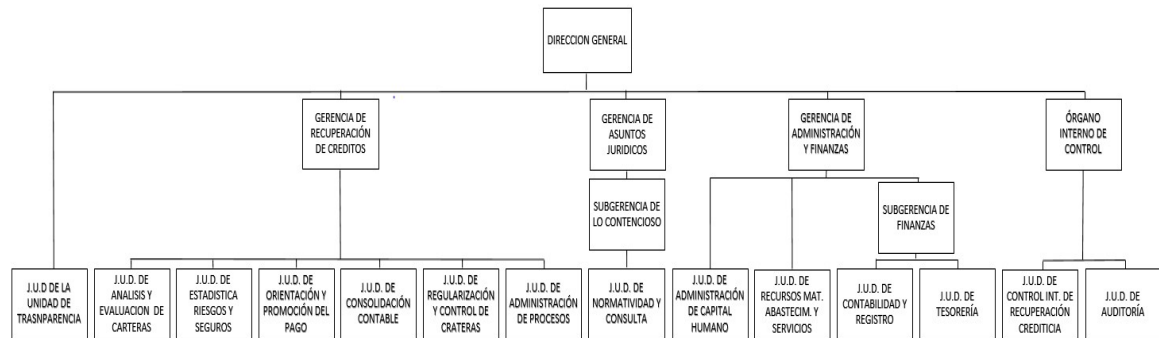 DIRECCION GENERAL
GERENCIA DE
RECUPERACIÓN
DE CREDITOS
GERENCIA DE
ASUNTOS
JURIDICOS
GERENCIA DE
ADMINISTRACIÓN
Y FINANZAS
ÓRGANO
INTERNO DE
CONTROL
SUBGERENCIA DE
LO CONTENCIOSO
SUBGERENCIA DE
FINANZAS
J.U.D DE LA
UNIDAD DE
TRASNPARENCIA
J.U.D. DE
ANALISIS Y
EVALUACION DE
CARTERAS
J.U.D. DE
ESTADISTICA
RIESGOS Y
SEGUROS
J.U.D. DE
ORIENTACIÓN Y
PROMOCIÓN DEL
PAGO
J.U.D. DE
CONSOLIDACIÓN
CONTABLE
J.U.D. DE
REGULARIZACIÓN
Y CONTROL DE
CRATERAS
J.U.D. DE
ADMINISTRACIÓN
DE PROCESOS
J.U.D. DE
NORMATIVIDAD Y
CONSULTA
J.U.D. DE
ADMINISTRACIÓN
DE CAPITAL
HUMANO
J.U.D. DE
RECURSOS MAT.
ABASTECIM. Y
SERVICIOS
J.U.D. DE
CONTABILIDAD Y
REGISTRO
J.U.D. DE
TESORERÍA
J.U.D. DE
CONTROL INT. DE
RECUPERACIÓN
CREDITICIA
J.U.D. DE
AUDITORÍA